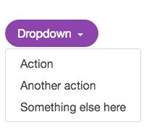 Dropdown
Action
Another action
Something else here